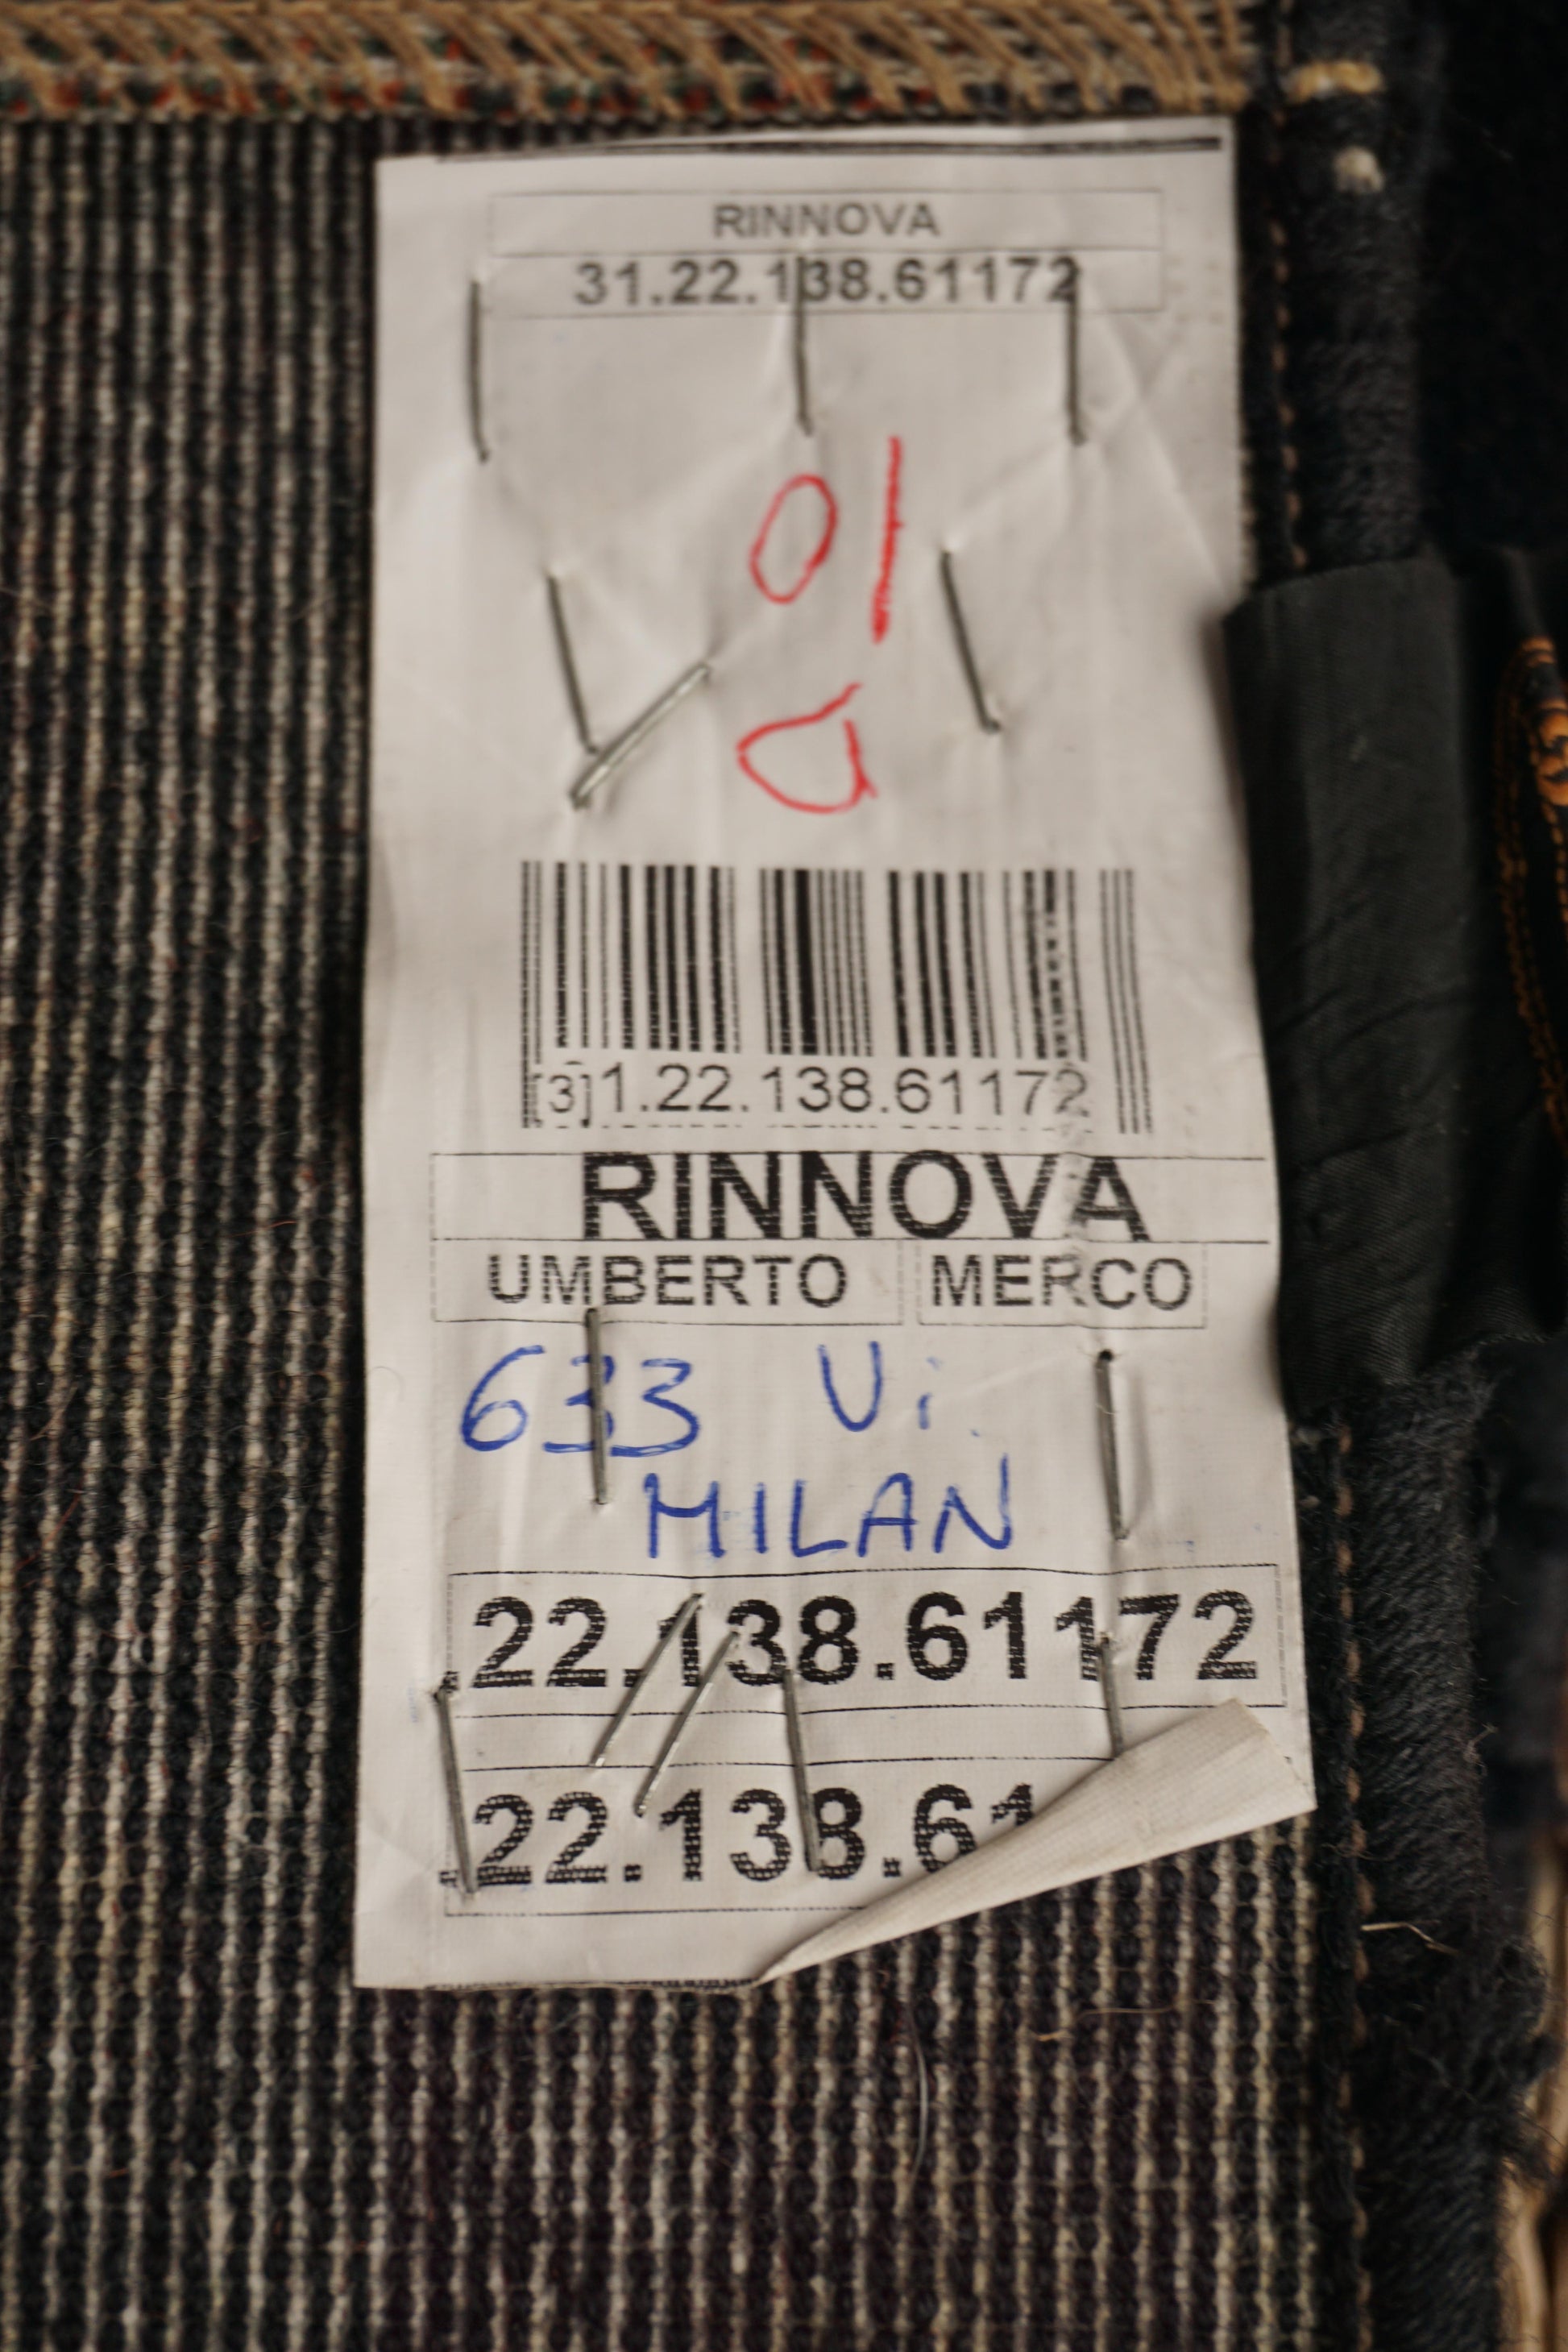 RINNOVA
31.22.138.61172
[3]1.22.138.61172
RINNOVA
UMBERTO MERCO
633 Vi.
MILAN
22.138.61172
22.138.61